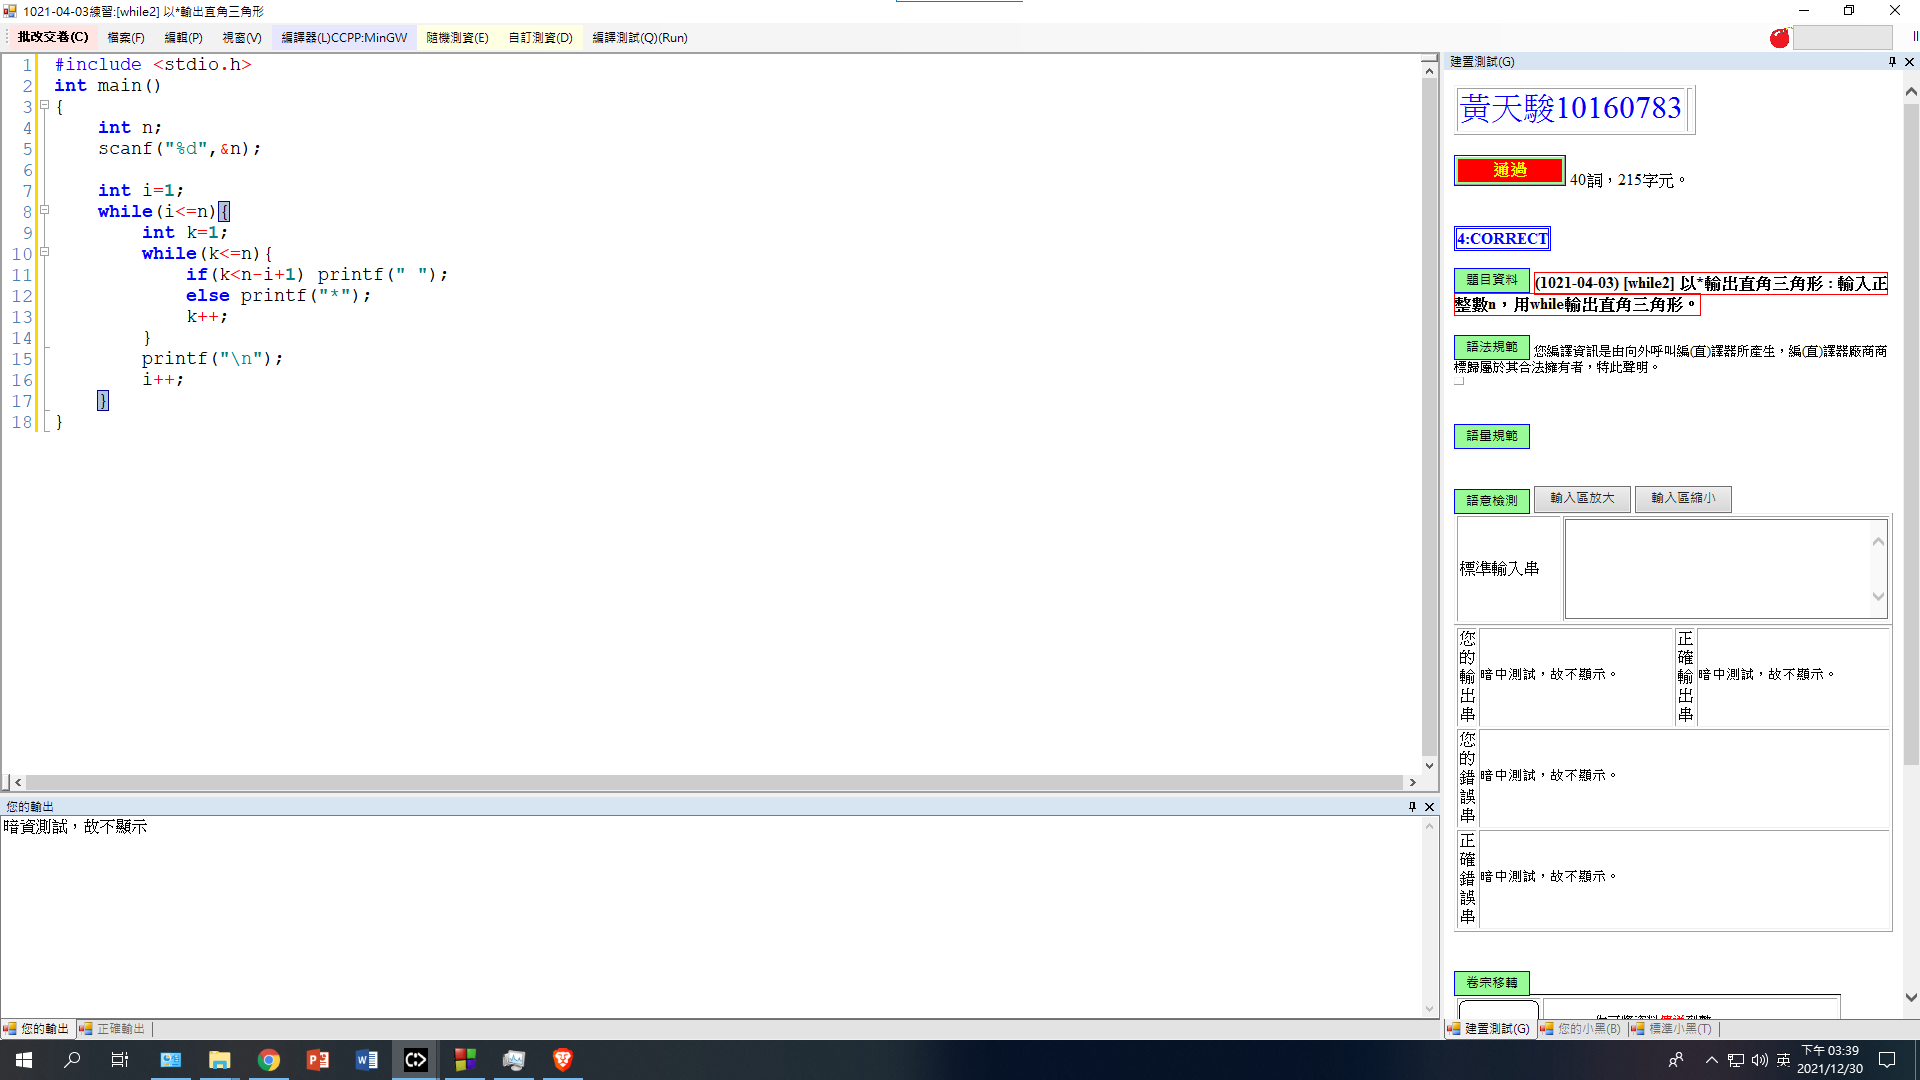 1021-04-03練習:[while2] 以*輸出直角三角形
批改交卷(C) 檔案(F) 編輯(P) 視窗(V) 編譯器(L)CCPP:MinGW 隨機測資(E) 自訂測資(D) 編譯測試(Q)(Run)
1 #include <stdio.h>
2 int main()
3 {
4 int n;
5 scanf("%d",&n);
6
7 int i=1;
8 while(i<=n){
9 int k=1;
10 while(k<=n){
11 if(k<n-i+1) printf(" ");
12 else printf("*");
13 k++;
14 }
15 printf("\n");
16 i++;
17 }
18 }
您的輸出
暗資測試，故不顯示
您的輸出 正確輸出
建置測試(G)
黃天駿10160783
通過 40詞，215字元。
4:CORRECT
題目資料 (1021-04-03) [while2] 以*輸出直角三角形：輸入正
整數n，用while輸出直角三角形。
語法規範 您編譯資訊是由向外呼叫編(直)譯器所產生，編(直)譯器廠商商
標歸屬於其合法擁有者，特此聲明。
語量規範
語意檢測 輸入區放大 輸入區縮小
標準輸入串
您的輸出串 暗中測試，故不顯示。 正確輸出串 暗中測試，故不顯示。
您的錯誤串 暗中測試，故不顯示。
正確錯誤串 暗中測試，故不顯示。
卷宗移轉
建置測試(G) 您的小黑(B) 標準小黑(T)
英 下午 03:39
2021/12/30